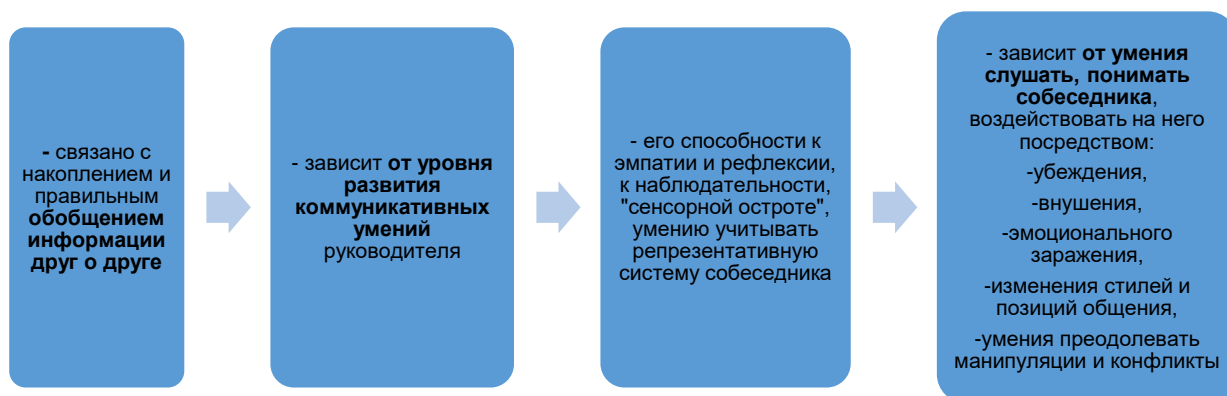 - связано с
накоплением и
правильным
обобщением
информации
друг о друге
- зависит от уровня
развития
коммуникативных
умений
руководителя
- его способности к
эмпатии и рефлексии,
к наблюдательности,
"сенсорной остроте",
умению учитывать
репрезентативную
систему собеседника
- зависит от умения
слушать, понимать
собеседника,
воздействовать на него
посредством:
-убеждения,
-внушения,
-эмоционального
заражения,
-изменения стилей и
позиций общения,
-умения преодолевать
манипуляции и конфликты